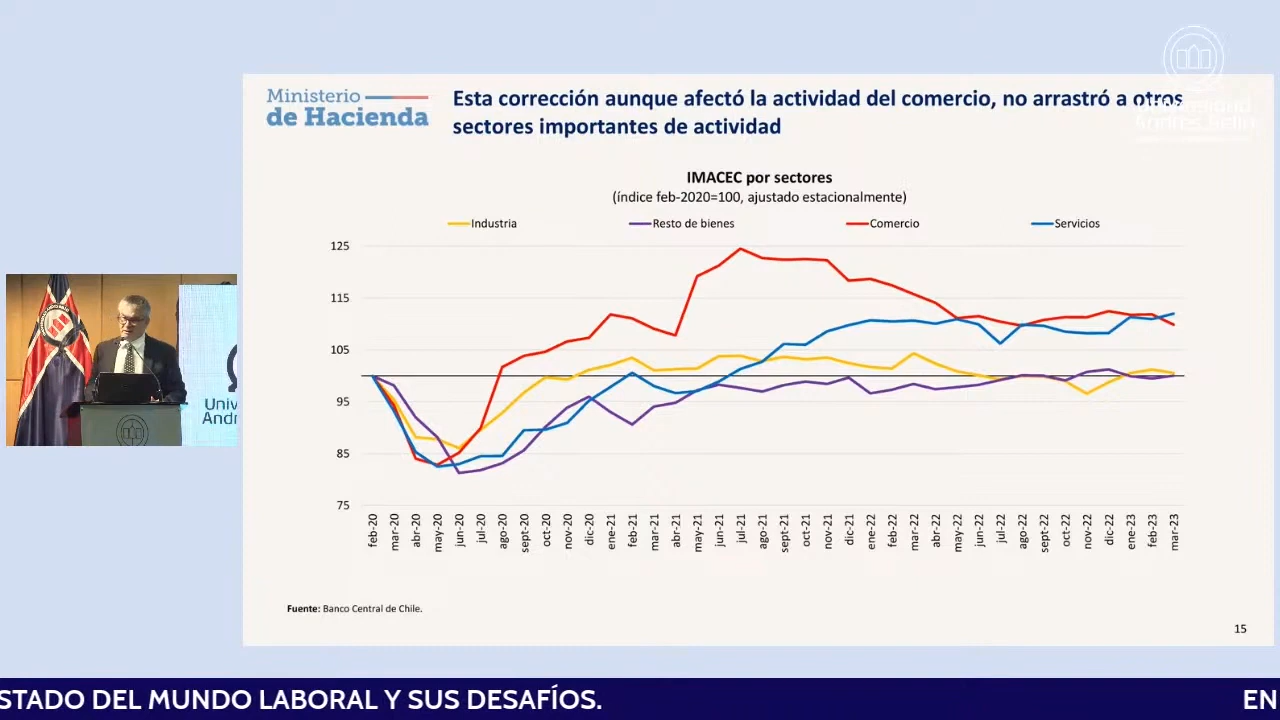 Ministerio
de Hacienda
Esta corrección aunque afectó la actividad del comercio, no arrastró a otros
sectores importantes de actividad
Universidad
Andrés Bello
IMACEC por sectores
(índice feb-2020=100, ajustado estacionalmente)
Industria
Resto de bienes
Comercio
Servicios
125
115
105
95
85
75
feb-20
mar-20
abr-20
may-20
jun-20
jul-20
ago-20
sept-20
oct-20
nov-20
dic-20
ene-21
feb-21
mar-21
abr-21
may-21
jun-21
jul-21
ago-21
sept-21
oct-21
nov-21
dic-21
ene-22
feb-22
mar-22
abr-22
may-22
jun-22
jul-22
ago-22
sept-22
oct-22
nov-22
dic-22
ene-23
feb-23
mar-23
Univ
Andr
Fuente: Banco Central de Chile.
15
STADO DEL MUNDO LABORAL Y SUS DESAFÍOS.
EN